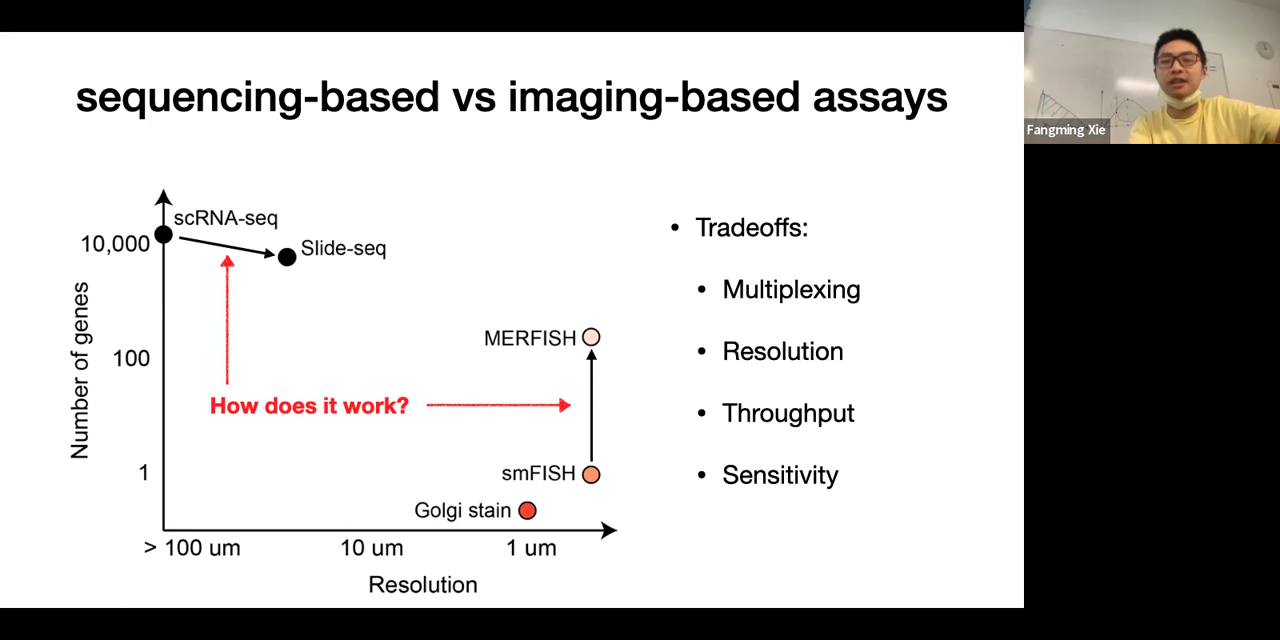 sequencing-based vs imaging-based assays
scRNA-seq
10,000
Slide-seq
MERFISH
100
How does it work?
Number of genes
1
smFISH
Golgi stain
> 100 um
10 um
1 um
Resolution
• Tradeoffs:
• Multiplexing
• Resolution
• Throughput
• Sensitivity
Fangming Xie